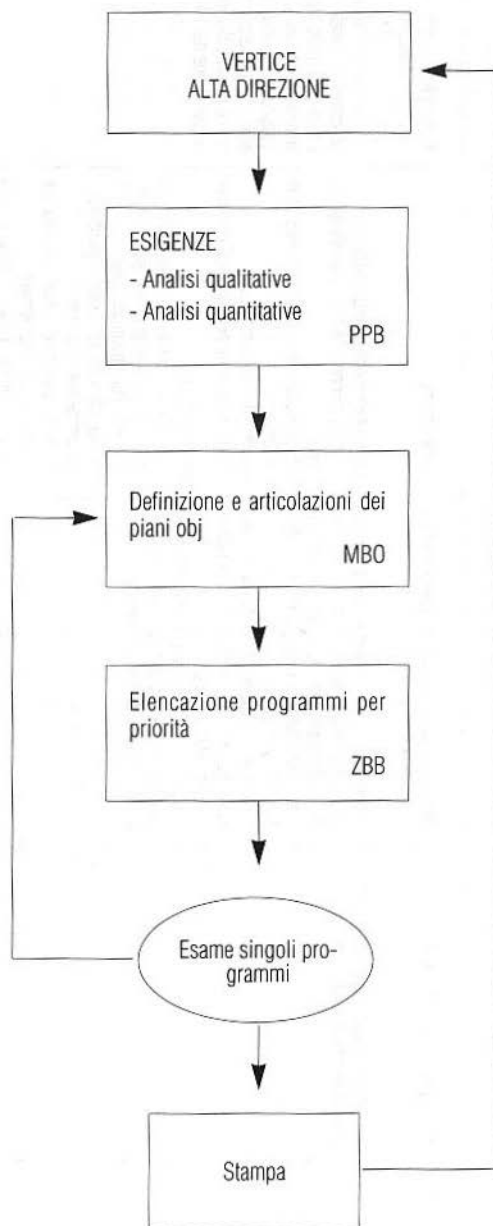 VERTICE
ALTA DIREZIONE
ESIGENZE
- Analisi qualitative
- Analisi quantitative
PPB
Definizione e articolazioni dei
piani obj
MBO
Elencazione programmi per
priorità
ZBB
Esame singoli pro-
grammi
Stampa